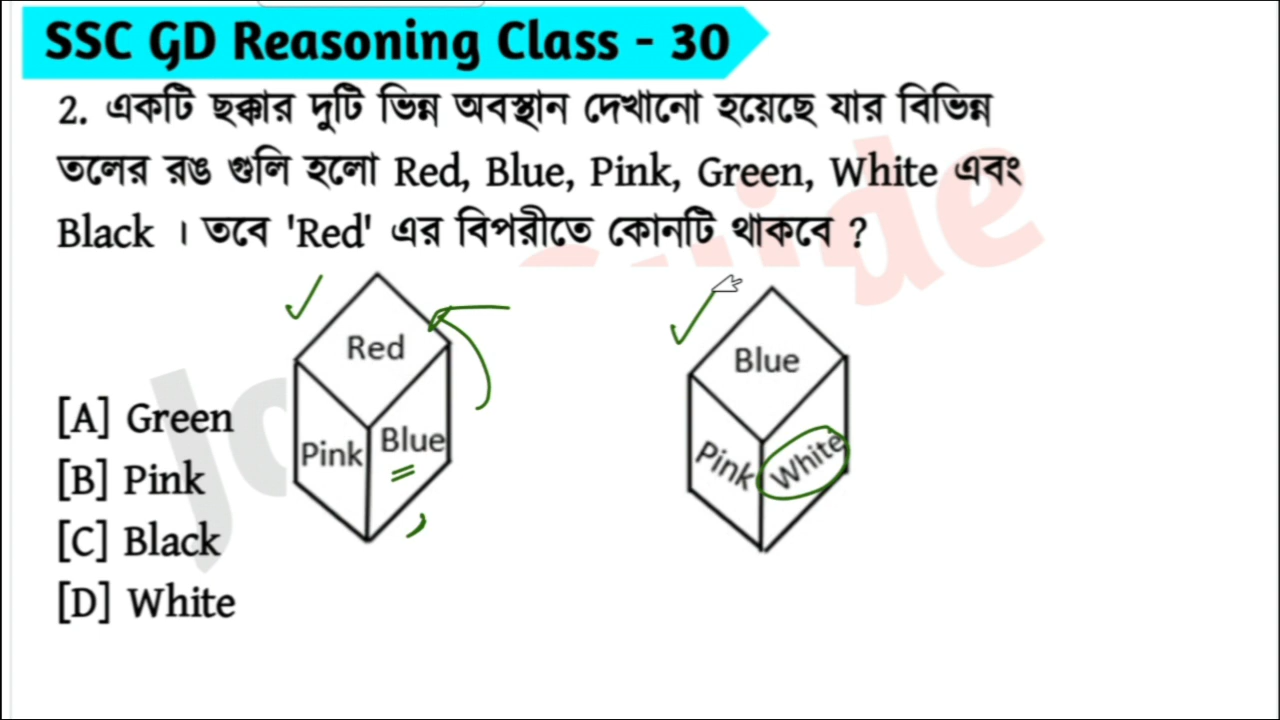 SSC GD Reasoning Class - 30
2. একটি ছক্কার দুটি ভিন্ন অবস্থান দেখানো হয়েছে যার বিভিন্ন
তলের রঙ গুলি হলো Red, Blue, Pink, Green, White এবং
Black । তবে 'Red' এর বিপরীতে কোনটি থাকবে ?
Red
Pink
Blue
Blue
Pink
White
[A] Green
[B] Pink
[C] Black
[D] White